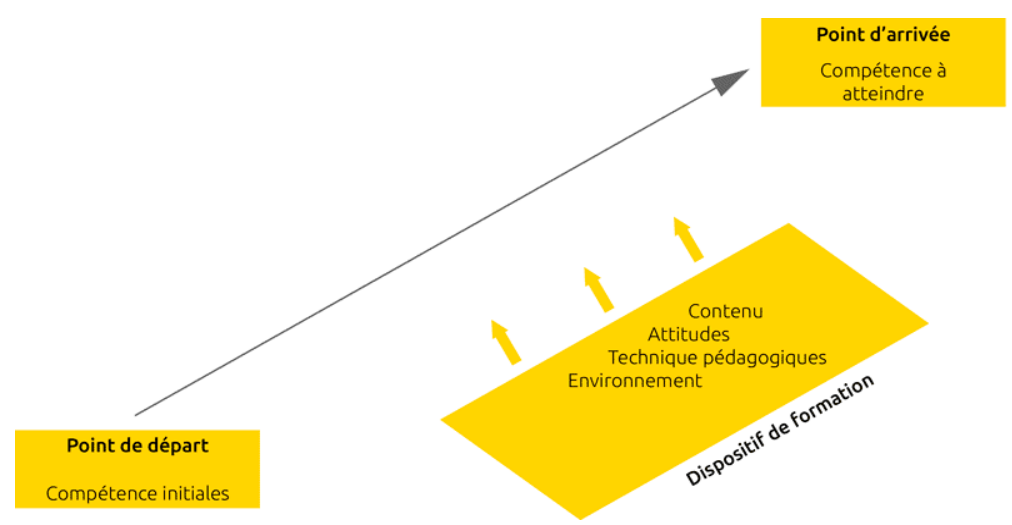 Point d'arrivée
Compétence à
atteindre
Contenu
Attitudes
Technique pédagogiques
Environnement
Dispositif de formation
Point de départ
Compétence initiales